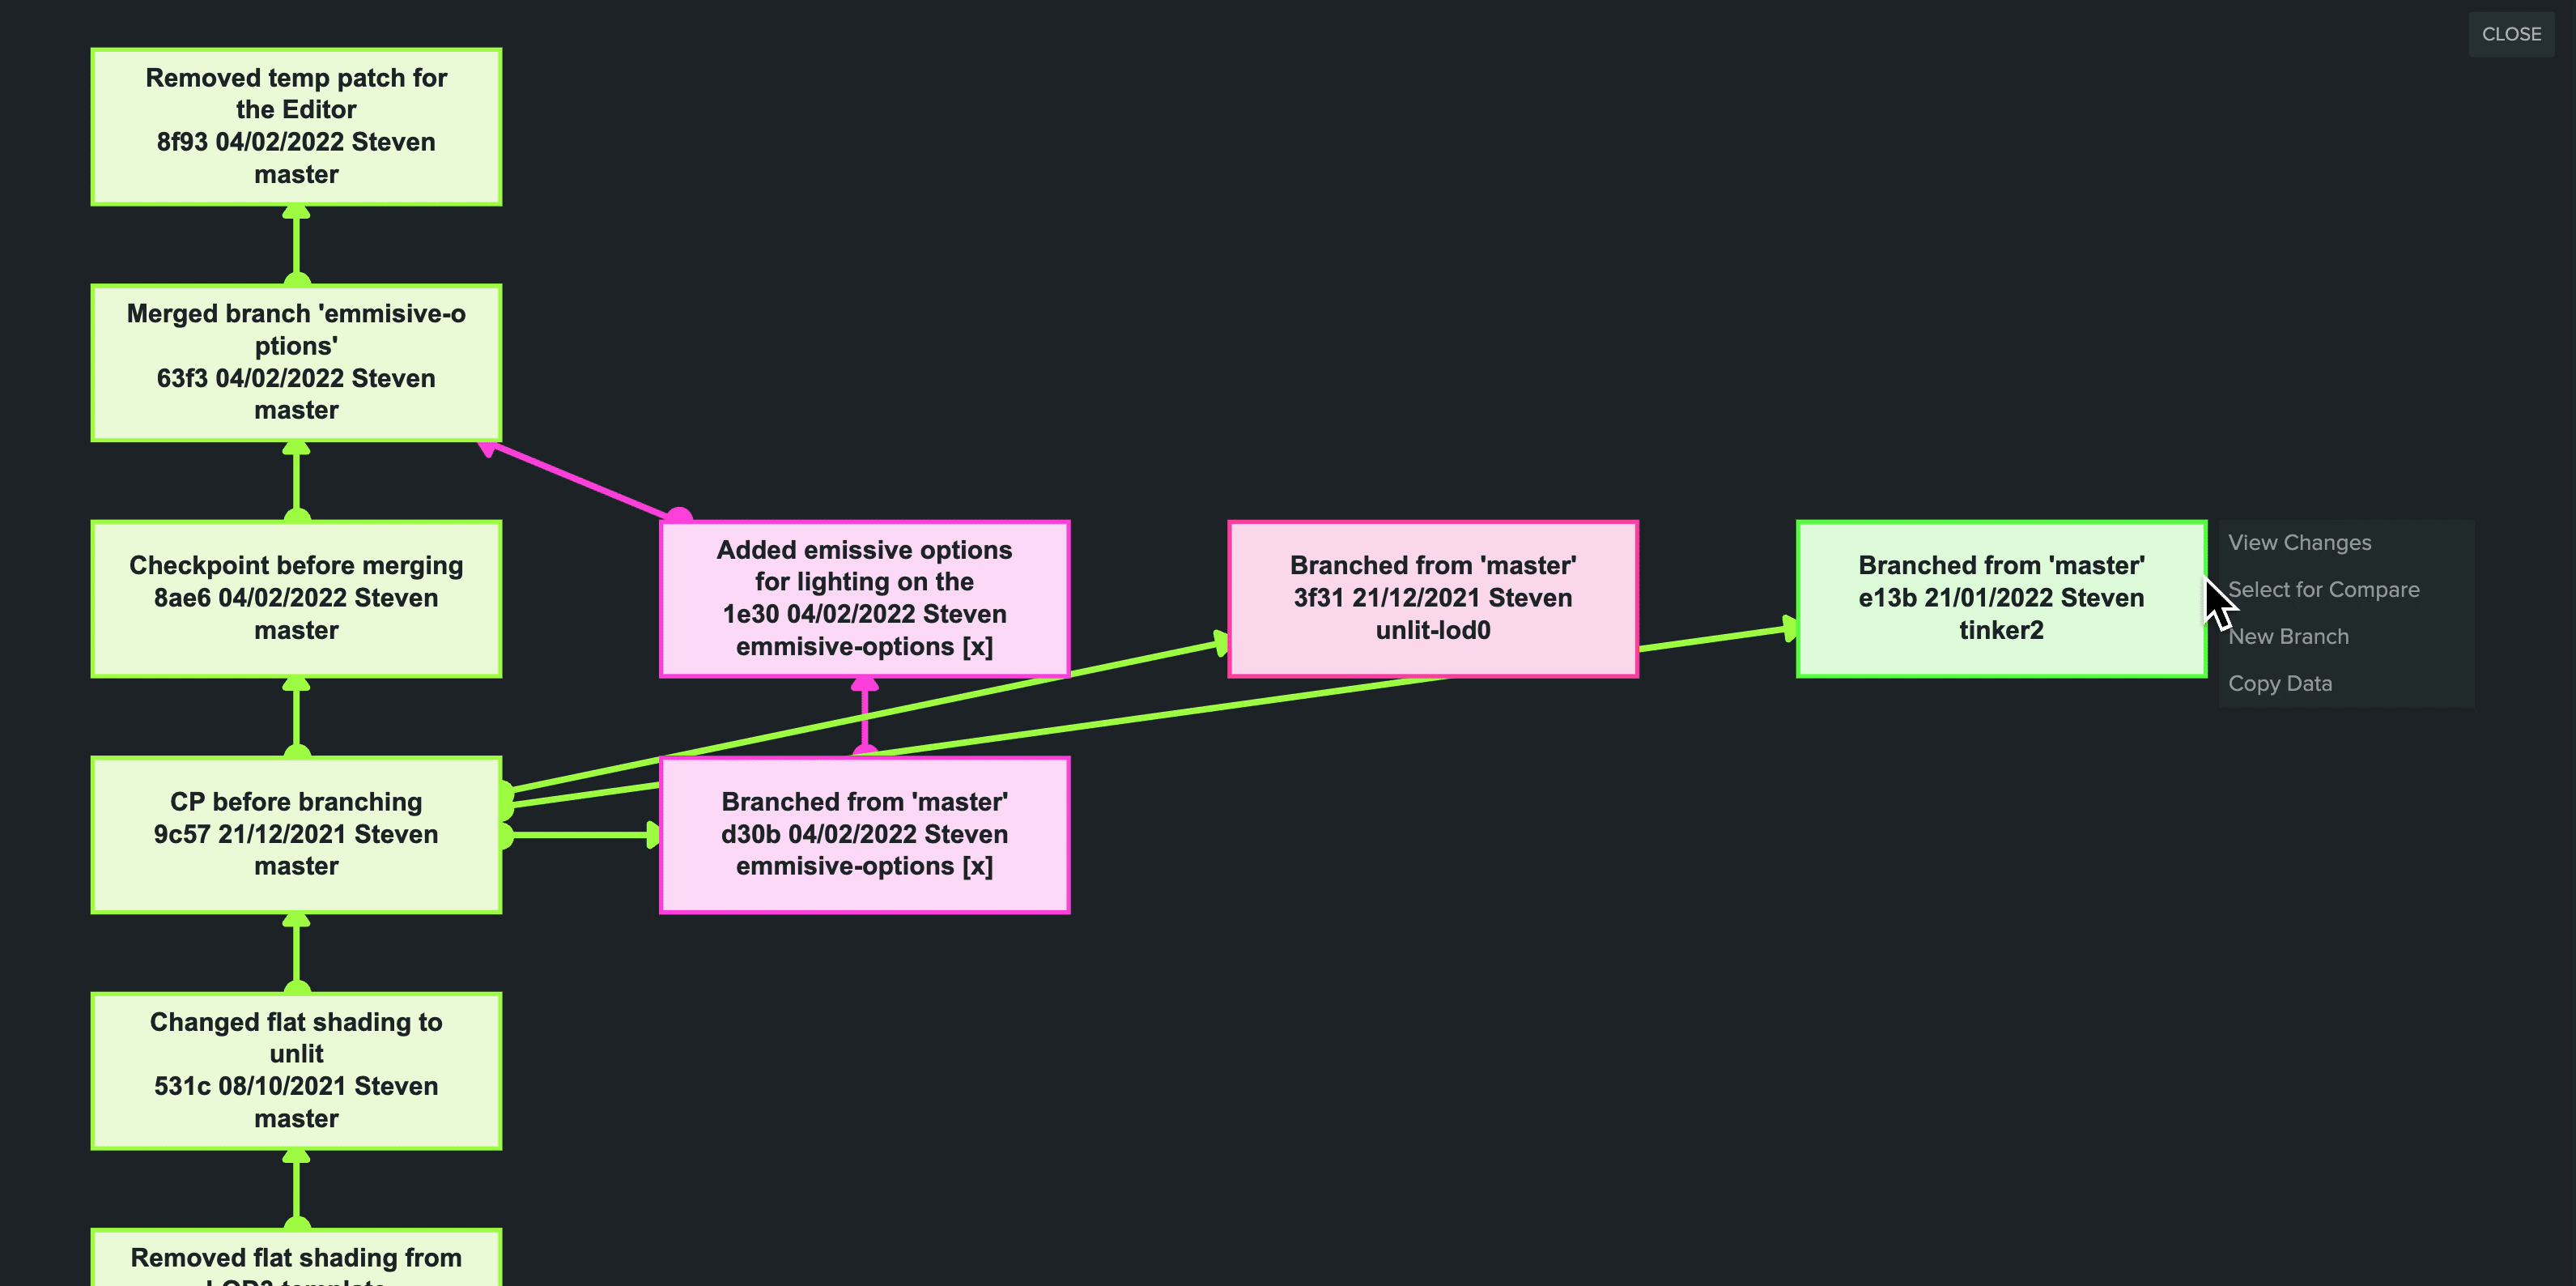 CLOSE
Removed temp patch for
the Editor
8f93 04/02/2022 Steven
master
Merged branch 'emmisive-o
ptions'
63f3 04/02/2022 Steven
master
Checkpoint before merging
8ae6 04/02/2022 Steven
master
Added emissive options
for lighting on the
1e30 04/02/2022 Steven
emmisive-options [x]
Branched from 'master'
3f31 21/12/2021 Steven
unlit-lod0
Branched from 'master'
e13b 21/01/2022 Steven
tinker2
View Changes
Select for Compare
New Branch
Copy Data
CP before branching
9c57 21/12/2021 Steven
master
Branched from 'master'
d30b 04/02/2022 Steven
emmisive-options [x]
Changed flat shading to
unlit
531c 08/10/2021 Steven
master
Removed flat shading from